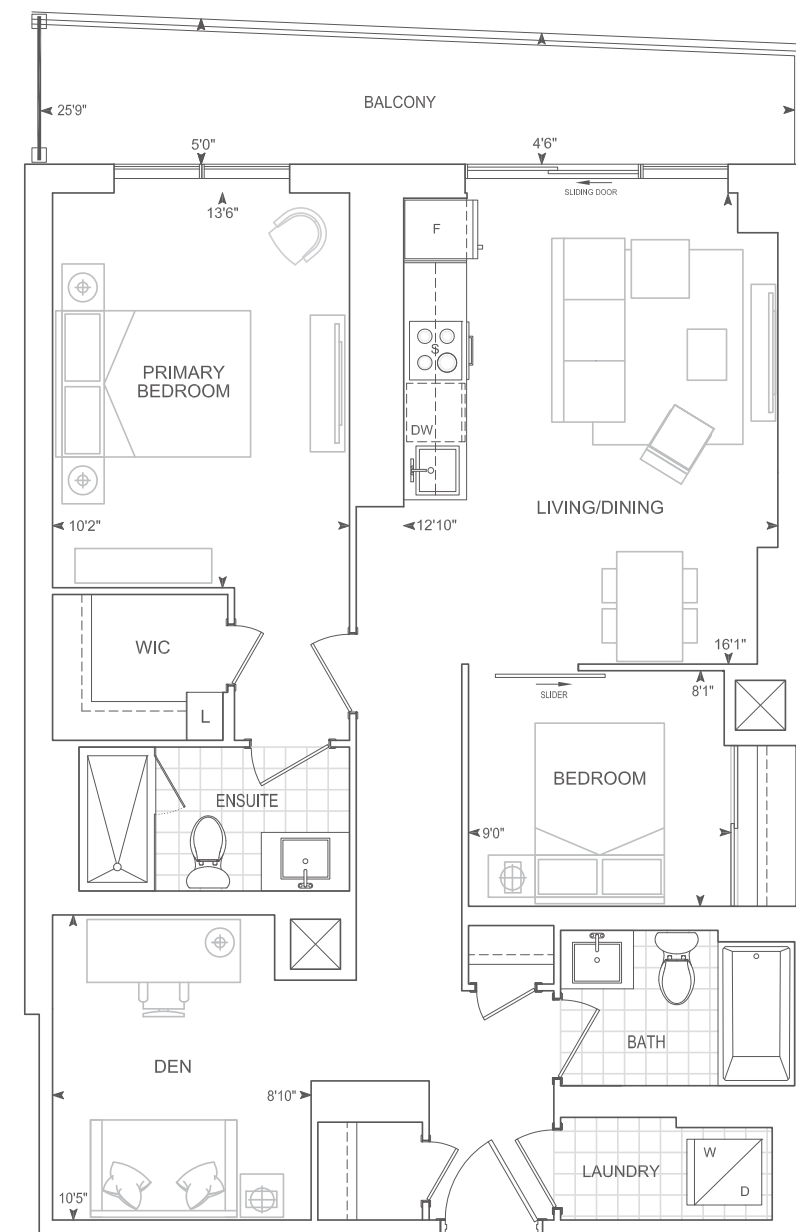 25'9"
BALCONY
5'0"
4'6"
SLIDING DOOR
13'6"
F
S
PRIMARY
BEDROOM
DW
10'2"
12'10"
LIVING/DINING
WIC
16'1"
8'1"
SLIDER
L
BEDROOM
ENSUITE
9'0"
BATH
DEN
8'10"
LAUNDRY
W
D
10'5"